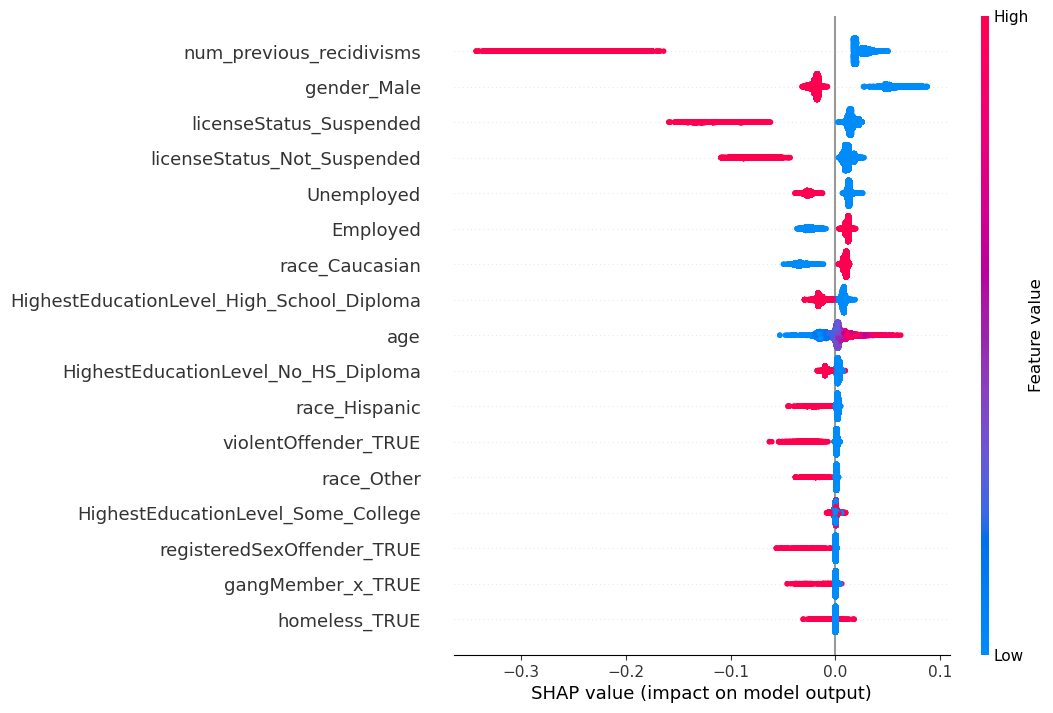 High
num_previous_recidivisms
gender_Male
licenseStatus_Suspended
licenseStatus_Not_Suspended
Unemployed
Employed
race_Caucasian
HighestEducationLevel_High_School_Diploma
age
HighestEducationLevel_No_HS_Diploma
race_Hispanic
violentOffender_TRUE
race_Other
HighestEducationLevel_Some_College
registeredSexOffender_TRUE
gangMember_x_TRUE
homeless_TRUE
Feature value
Low
−0.3 −0.2 −0.1 0.0 0.1
SHAP value (impact on model output)